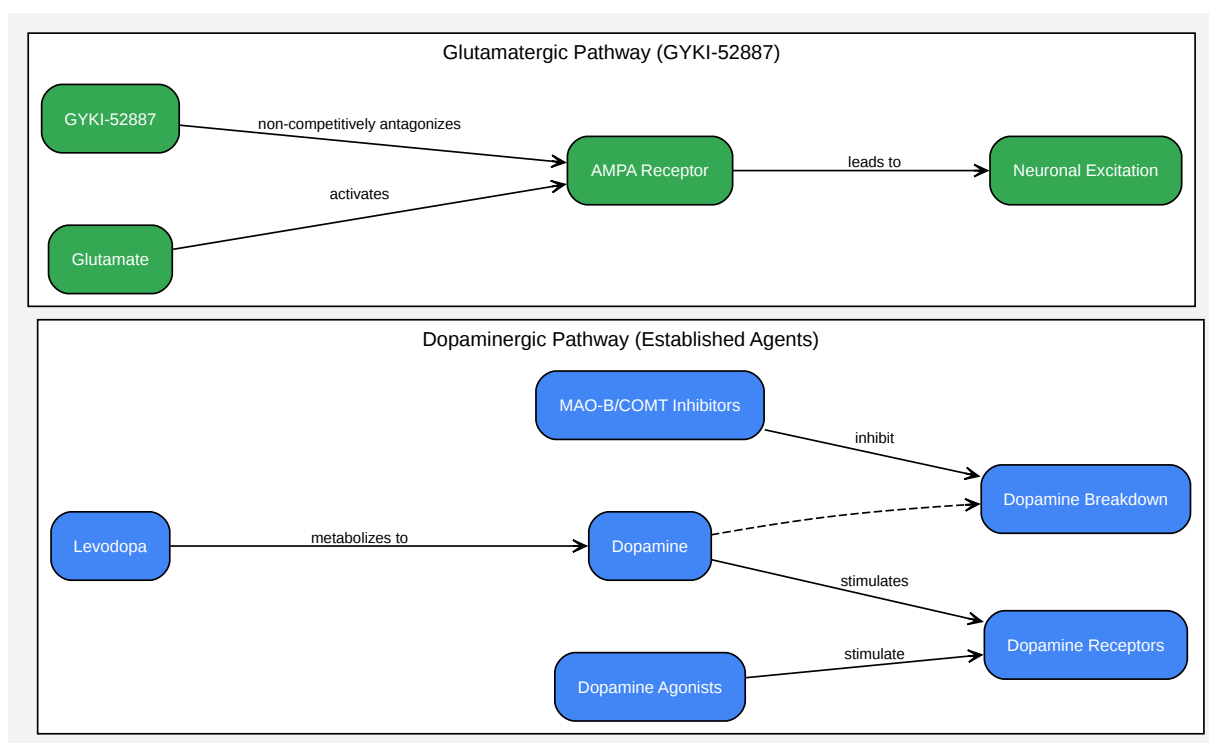 Glutamatergic Pathway (GYKI-52887)
GYKI-52887
non-competitively antagonizes
AMPA Receptor
leads to
Neuronal Excitation
activates
Glutamate
Dopaminergic Pathway (Established Agents)
MAO-B/COMT Inhibitors
inhibit
Dopamine Breakdown
Levodopa
metabolizes to
Dopamine
stimulates
Dopamine Receptors
stimulate
Dopamine Agonists